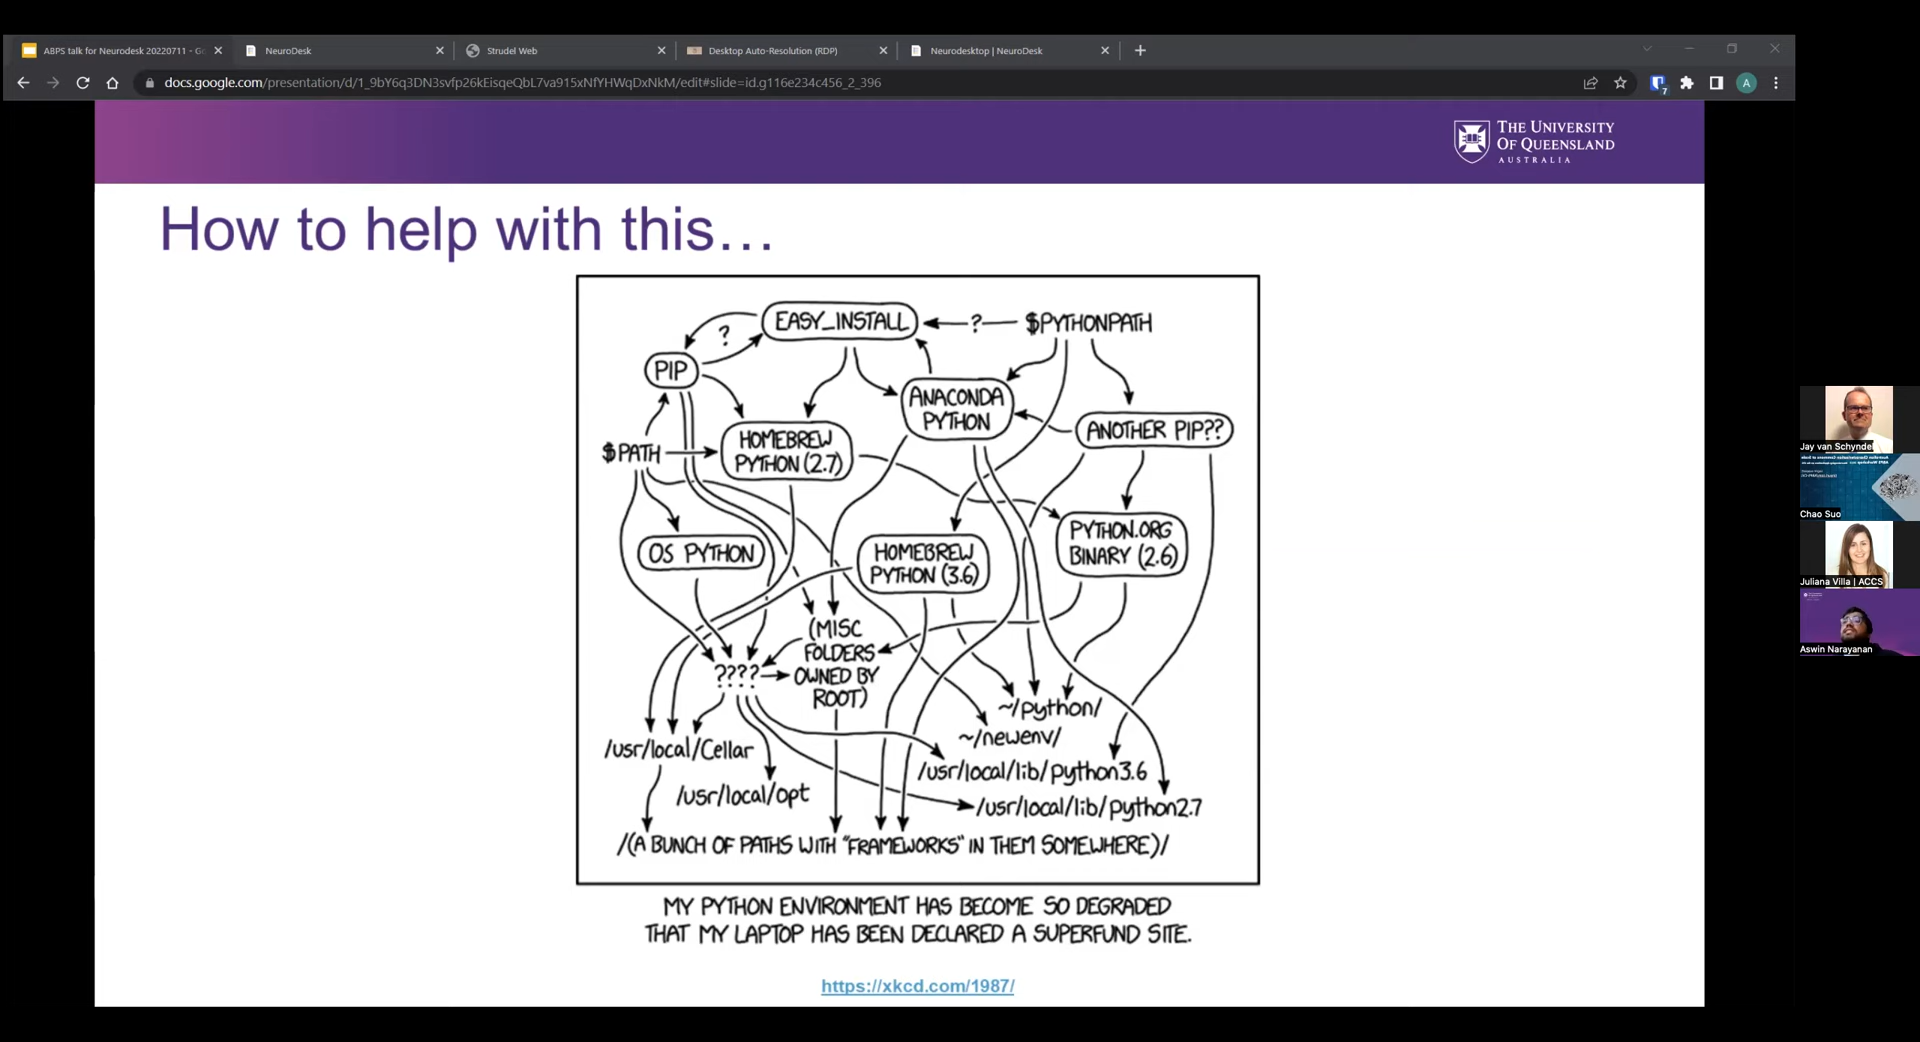 ABPS talk for Neurodesk 20220711 - Go
NeuroDesk
Strudel Web
Desktop Auto-Resolution (RDP)
Neurodesktop | NeuroDesk
docs.google.com/presentation/d/1_9bY6q3DN3svfp26kEisqeQbL7va915xNfYHWqDxNkM/edit#slide=id.g116e234c456_2_396
7
A
THE UNIVERSITY
OF QUEENSLAND
AUSTRALIA
How to help with this…
EASY_INSTALL
?
$PYTHONPATH
?
PIP
ANACONDA
PYTHON
ANOTHER PIP??
$PATH
HOMEBREW
PYTHON (2.7)
OS PYTHON
HOMEBREW
PYTHON (3.6)
PYTHON.ORG
BINARY (2.6)
(MISC
FOLDERS
OWNED BY
ROOT)
????
~/python/
~/newenv/
/usr/local/Cellar
/usr/local/lib/python3.6
/usr/local/opt
/usr/local/lib/python2.7
/(A BUNCH OF PATHS WITH "FRAMEWORKS" IN THEM SOMEWHERE)/
MY PYTHON ENVIRONMENT HAS BECOME SO DEGRADED
THAT MY LAPTOP HAS BEEN DECLARED A SUPERFUND SITE.
https://xkcd.com/1987/
Jay van Schyndel
Chao Suo
Juliana Villa | ACCS
Aswin Narayanan